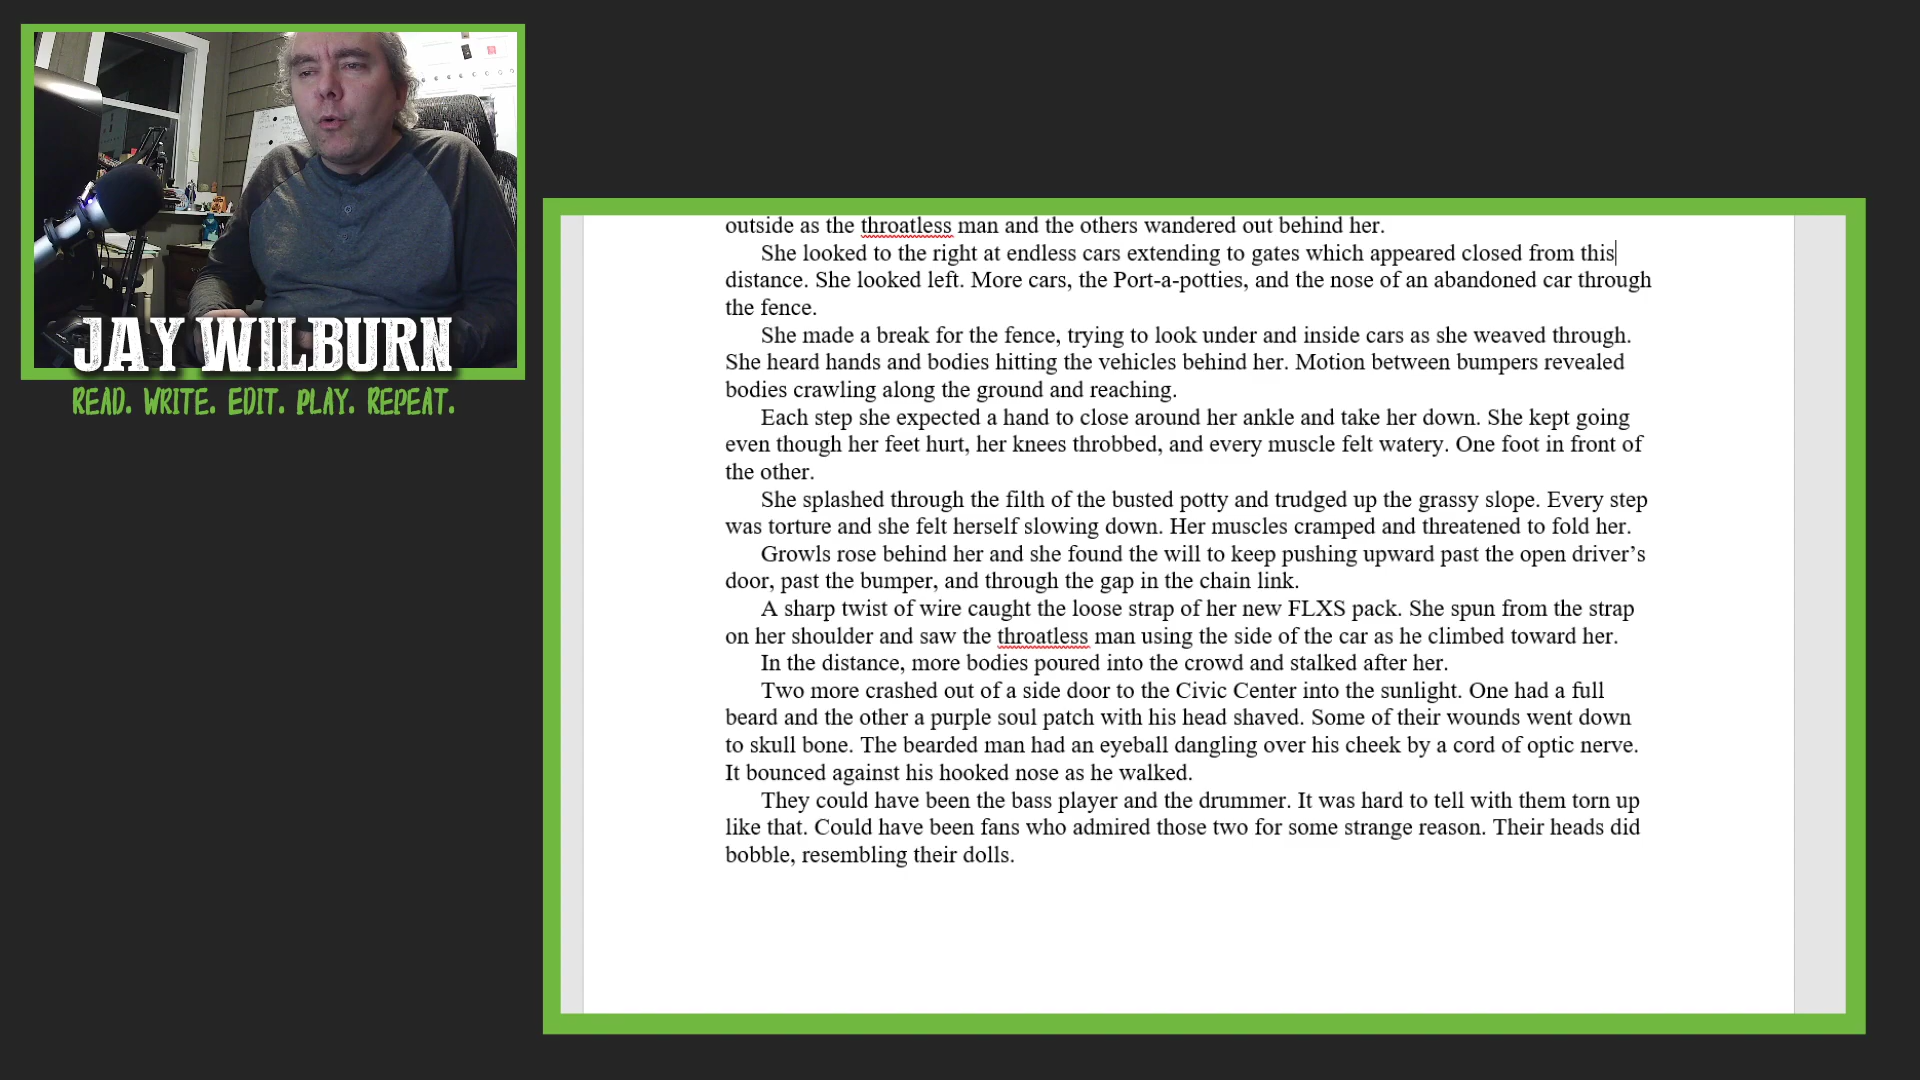 JAY WILBURN
READ. WRITE. EDIT. PLAY. REPEAT.
outside as the throatless man and the others wandered out behind her.
She looked to the right at endless cars extending to gates which appeared closed from this
distance. She looked left. More cars, the Port-a-potties, and the nose of an abandoned car through
the fence.
She made a break for the fence, trying to look under and inside cars as she weaved through.
She heard hands and bodies hitting the vehicles behind her. Motion between bumpers revealed
bodies crawling along the ground and reaching.
Each step she expected a hand to close around her ankle and take her down. She kept going
even though her feet hurt, her knees throbbed, and every muscle felt watery. One foot in front of
the other.
She splashed through the filth of the busted potty and trudged up the grassy slope. Every step
was torture and she felt herself slowing down. Her muscles cramped and threatened to fold her.
Growls rose behind her and she found the will to keep pushing upward past the open driver’s
door, past the bumper, and through the gap in the chain link.
A sharp twist of wire caught the loose strap of her new FLXS pack. She spun from the strap
on her shoulder and saw the throatless man using the side of the car as he climbed toward her.
In the distance, more bodies poured into the crowd and stalked after her.
Two more crashed out of a side door to the Civic Center into the sunlight. One had a full
beard and the other a purple soul patch with his head shaved. Some of their wounds went down
to skull bone. The bearded man had an eyeball dangling over his cheek by a cord of optic nerve.
It bounced against his hooked nose as he walked.
They could have been the bass player and the drummer. It was hard to tell with them torn up
like that. Could have been fans who admired those two for some strange reason. Their heads did
bobble, resembling their dolls.